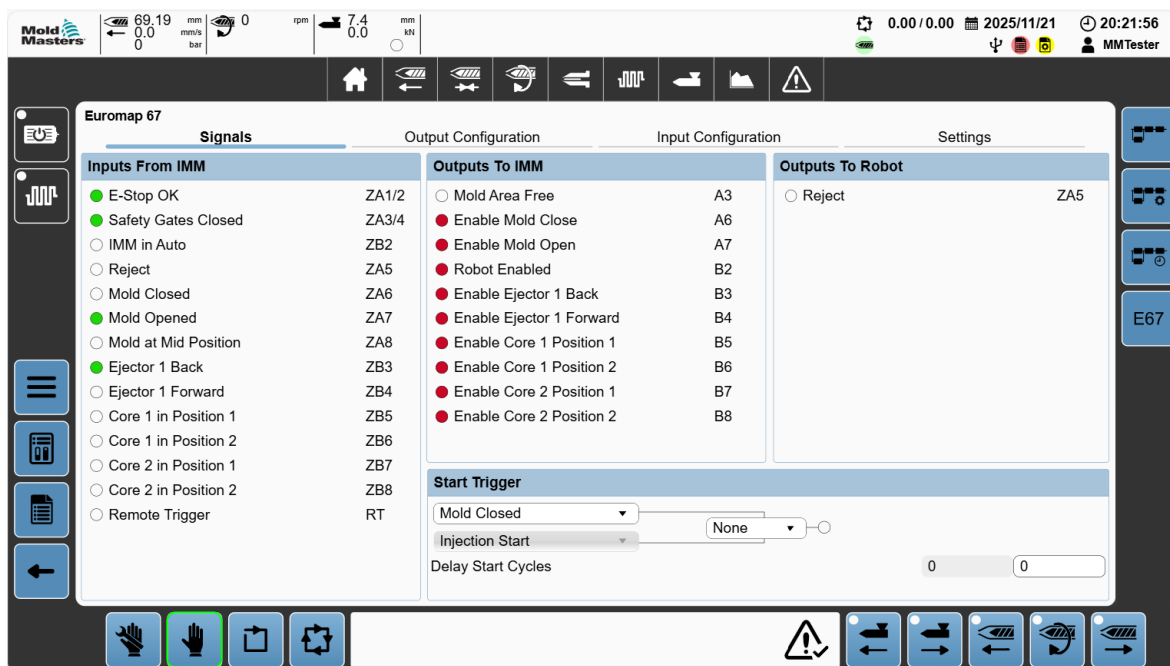 Mold Masters
69.19 mm
0.0 mm/s
0 bar
0 rpm
7.4 mm
0.0 kN
0.00 / 0.00
2025/11/21
20:21:56
MMTester
Euromap 67
Signals
Output Configuration
Input Configuration
Settings
Inputs From IMM
E-Stop OK ZA1/2
Safety Gates Closed ZA3/4
IMM in Auto ZB2
Reject ZA5
Mold Closed ZA6
Mold Opened ZA7
Mold at Mid Position ZA8
Ejector 1 Back ZB3
Ejector 1 Forward ZB4
Core 1 in Position 1 ZB5
Core 1 in Position 2 ZB6
Core 2 in Position 1 ZB7
Core 2 in Position 2 ZB8
Remote Trigger RT
Outputs To IMM
Mold Area Free A3
Enable Mold Close A6
Enable Mold Open A7
Robot Enabled B2
Enable Ejector 1 Back B3
Enable Ejector 1 Forward B4
Enable Core 1 Position 1 B5
Enable Core 1 Position 2 B6
Enable Core 2 Position 1 B7
Enable Core 2 Position 2 B8
Outputs To Robot
Reject ZA5
Start Trigger
Mold Closed
None
Injection Start
Delay Start Cycles 0 0
E67